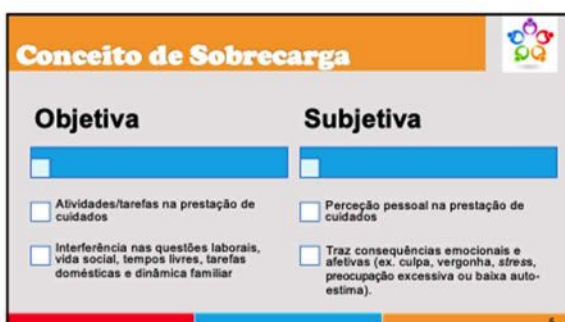 Conceito de Sobrecarga
Objetiva
Atividades/tarefas na prestação de
cuidados
Interferência nas questões laborais,
vida social, tempos livres, tarefas
domésticas e dinâmica familiar
Subjetiva
Perceção pessoal na prestação de
cuidados
Traz consequências emocionais e
afetivas (ex. culpa, vergonha, stress,
preocupação excessiva ou baixa auto-
estima).